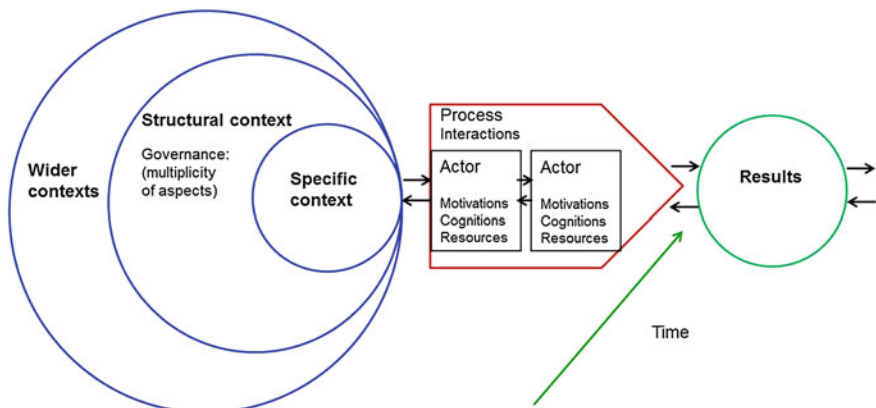 Wider
contexts
Structural context
Governance:
(multiplicity
of aspects)
Specific
context
Process
Interactions
Actor
Motivations
Cognitions
Resources
Actor
Motivations
Cognitions
Resources
Results
Time